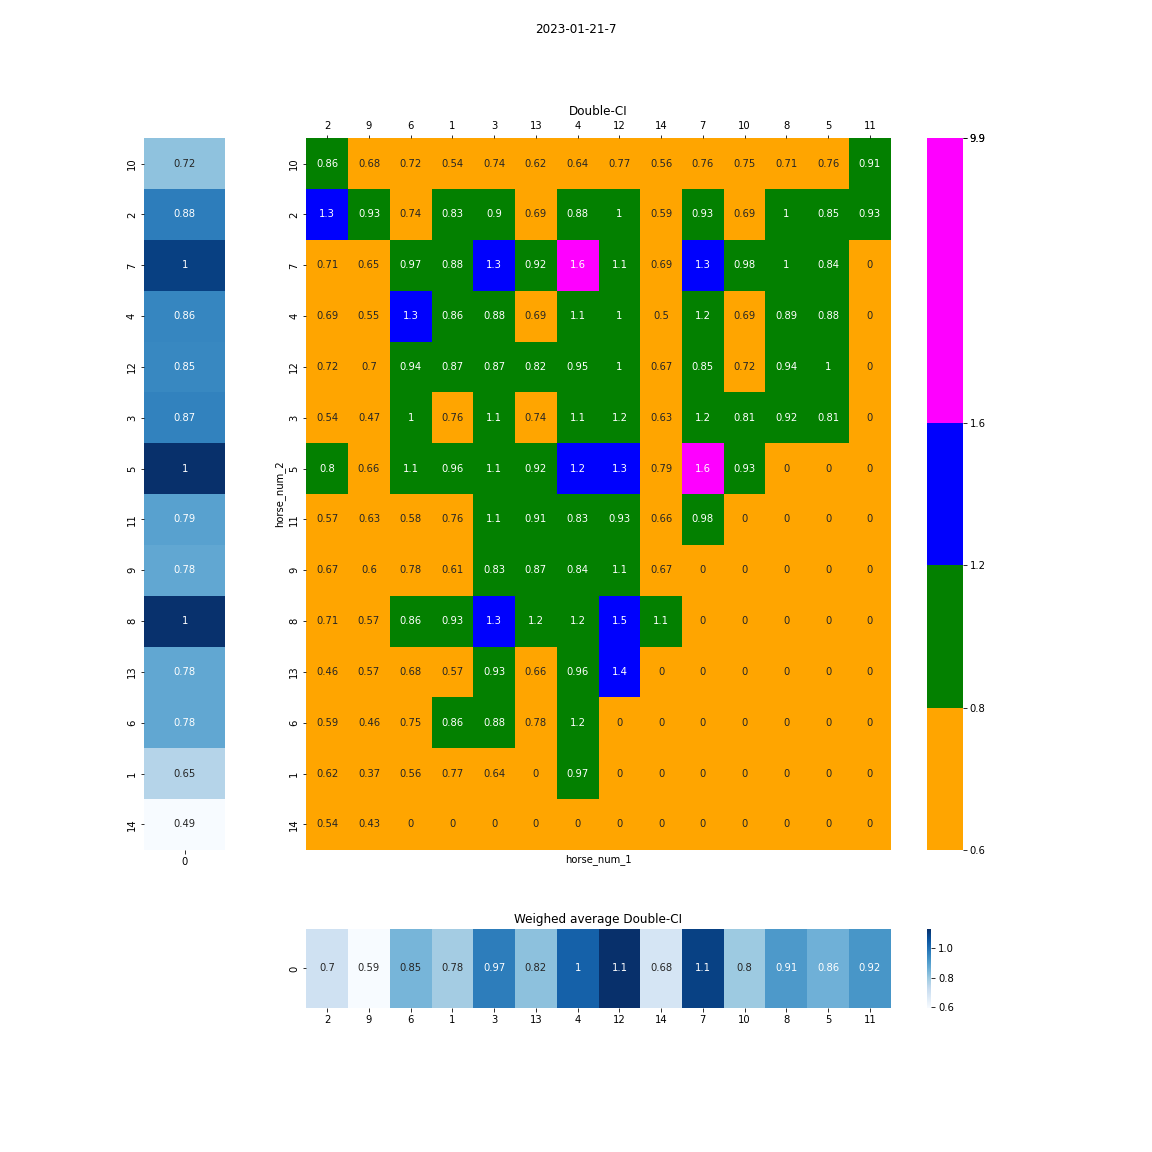 2023-01-21-7
Double-CI
2 9 6 1 3 13 4 12 14 7 10 8 5 11
10 0.72 10 0.86 0.68 0.72 0.54 0.74 0.62 0.64 0.77 0.56 0.76 0.75 0.71 0.76 0.91 9.9
2 0.88 2 1.3 0.93 0.74 0.83 0.9 0.69 0.88 1 0.59 0.93 0.69 1 0.85 0.93
7 1 7 0.71 0.65 0.97 0.88 1.3 0.92 1.6 1.1 0.69 1.3 0.98 1 0.84 0
4 0.86 4 0.69 0.55 1.3 0.86 0.88 0.69 1.1 1 0.5 1.2 0.69 0.89 0.88 0
12 0.85 12 0.72 0.7 0.94 0.87 0.87 0.82 0.95 1 0.67 0.85 0.72 0.94 1 0
3 0.87 3 0.54 0.47 1 0.76 1.1 0.74 1.1 1.2 0.63 1.2 0.81 0.92 0.81 0 1.6
horse_num_2
5 1 5 0.8 0.66 1.1 0.96 1.1 0.92 1.2 1.3 0.79 1.6 0.93 0 0 0
11 0.79 11 0.57 0.63 0.58 0.76 1.1 0.91 0.83 0.93 0.66 0.98 0 0 0 0
9 0.78 9 0.67 0.6 0.78 0.61 0.83 0.87 0.84 1.1 0.67 0 0 0 0 0 1.2
8 1 8 0.71 0.57 0.86 0.93 1.3 1.2 1.2 1.5 1.1 0 0 0 0 0
13 0.78 13 0.46 0.57 0.68 0.57 0.93 0.66 0.96 1.4 0 0 0 0 0 0
6 0.78 6 0.59 0.46 0.75 0.86 0.88 0.78 1.2 0 0 0 0 0 0 0 0.8
1 0.65 1 0.62 0.37 0.56 0.77 0.64 0 0.97 0 0 0 0 0 0 0
14 0.49 14 0.54 0.43 0 0 0 0 0 0 0 0 0 0 0 0
0.6
0
horse_num_1
Weighed average Double-CI
0 0.7 0.59 0.85 0.78 0.97 0.82 1 1.1 0.68 1.1 0.8 0.91 0.86 0.92
1.0
0.8
0.6
2 9 6 1 3 13 4 12 14 7 10 8 5 11